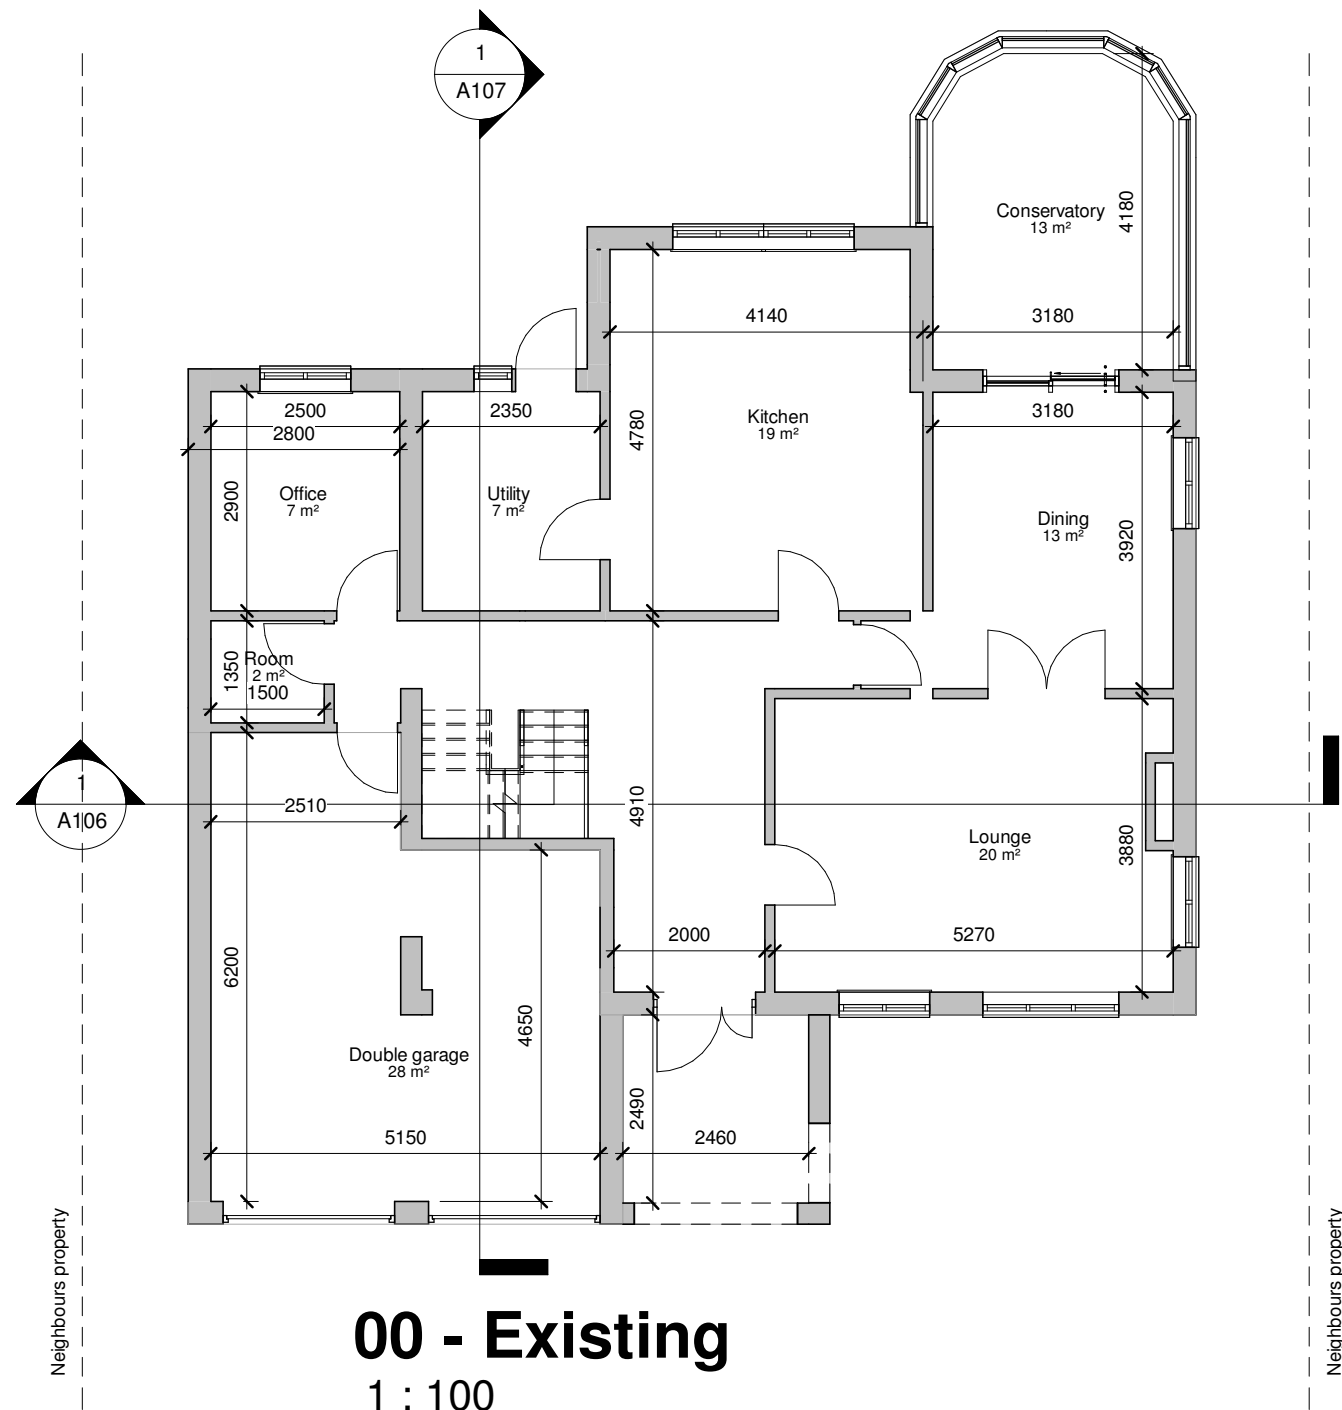 1
A107
Conservatory
13 m²
4180
4140
3180
2500
2350
3180
2800
4780
Kitchen
19 m²
2900
Office
7 m²
Utility
7 m²
Dining
13 m²
3920
1350
Room
2 m²
1500
1
A106
2510
4910
Lounge
20 m²
3880
2000
5270
6200
4650
Double garage
28 m²
2490
5150
2460
Neighbours property
Neighbours property
00 - Existing
1 : 100